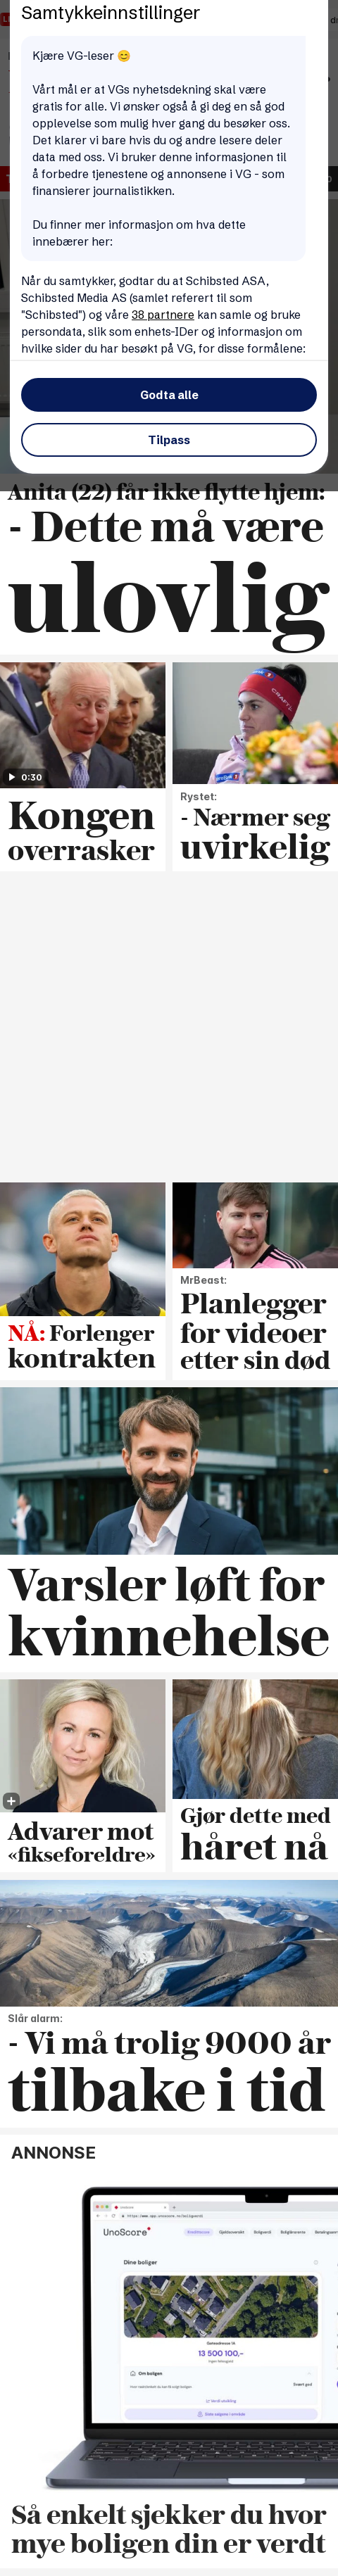 Samtykkeinnstillinger
Kjære VG-leser 😊
Vårt mål er at VGs nyhetsdekning skal være
gratis for alle. Vi ønsker også å gi deg en så god
opplevelse som mulig hver gang du besøker oss.
Det klarer vi bare hvis du og andre lesere deler
data med oss. Vi bruker denne informasjonen til
å forbedre tjenestene og annonsene i VG - som
finansierer journalistikken.
Du finner mer informasjon om hva dette
innebærer her:
Når du samtykker, godtar du at Schibsted ASA,
Schibsted Media AS (samlet referert til som
"Schibsted") og våre 38 partnere kan samle og bruke
persondata, slik som enhets-IDer og informasjon om
hvilke sider du har besøkt på VG, for disse formålene:
Godta alle
Tilpass
Anita (22) får ikke flytte hjem:
- Dette må være
ulovlig
0:30
Kongen
overrasker
Rystet:
- Nærmer seg
uvirkelig
NÅ: Forlenger
kontrakten
MrBeast:
Planlegger
for videoer
etter sin død
Varsler løft for
kvinnehelse
Advarer mot
«fikseforeldre»
Gjør dette med
håret nå
Slår alarm:
- Vi må trolig 9000 år
tilbake i tid
ANNONSE
UnoScore
Dine boliger
13 500 100,-
Om boligen
Så enkelt sjekker du hvor
mye boligen din er verdt